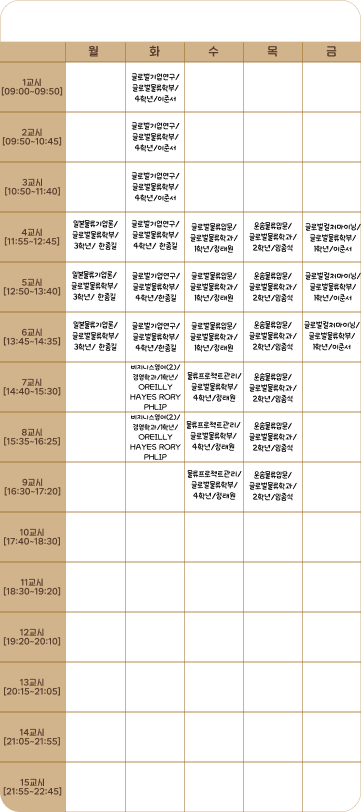 월 화 수 목 금
1교시
[09:00~09:50]
글로벌기업연구/
글로벌물류학부/
4학년/이준서
2교시
[09:50~10:45]
글로벌기업연구/
글로벌물류학부/
4학년/이준서
3교시
[10:50~11:40]
글로벌기업연구/
글로벌물류학부/
4학년/이준서
4교시
[11:55~12:45]
일본물류기업론/
글로벌물류학부/
3학년/ 한종길
글로벌기업연구/
글로벌물류학부/
4학년/ 한종길
글로벌물류입문/
글로벌물류학과/
1학년/장태원
운송물류입문/
글로벌물류학과/
2학년/임종석
글로벌컬처마이닝/
글로벌물류학부/
1학년/이준서
5교시
[12:50~13:40]
일본물류기업론/
글로벌물류학부/
3학년/ 한종길
글로벌기업연구/
글로벌물류학부/
4학년/한종길
글로벌물류입문/
글로벌물류학과/
1학년/장태원
운송물류입문/
글로벌물류학과/
2학년/임종석
글로벌컬처마이닝/
글로벌물류학부/
1학년/이준서
6교시
[13:45~14:35]
일본물류기업론/
글로벌물류학부/
3학년/ 한종길
글로벌기업연구/
글로벌물류학부/
4학년/한종길
글로벌물류입문/
글로벌물류학과/
1학년/장태원
운송물류입문/
글로벌물류학과/
2학년/임종석
글로벌컬처마이닝/
글로벌물류학부/
1학년/이준서
7교시
[14:40~15:30]
비지니스영어(2)/
경영학과/1학년/
OREILLY
HAYES RORY
PHLIP
물류프로젝트관리/
글로벌물류학부/
4학년/장태원
운송물류입문/
글로벌물류학과/
2학년/임종석
8교시
[15:35~16:25]
비지니스영어(2)/
경영학과/1학년/
OREILLY
HAYES RORY
PHLIP
물류프로젝트관리/
글로벌물류학부/
4학년/장태원
운송물류입문/
글로벌물류학과/
2학년/임종석
9교시
[16:30~17:20]
물류프로젝트관리/
글로벌물류학부/
4학년/장태원
운송물류입문/
글로벌물류학과/
2학년/임종석
10교시
[17:40~18:30]
11교시
[18:30~19:20]
12교시
[19:20~20:10]
13교시
[20:15~21:05]
14교시
[21:05~21:55]
15교시
[21:55~22:45]